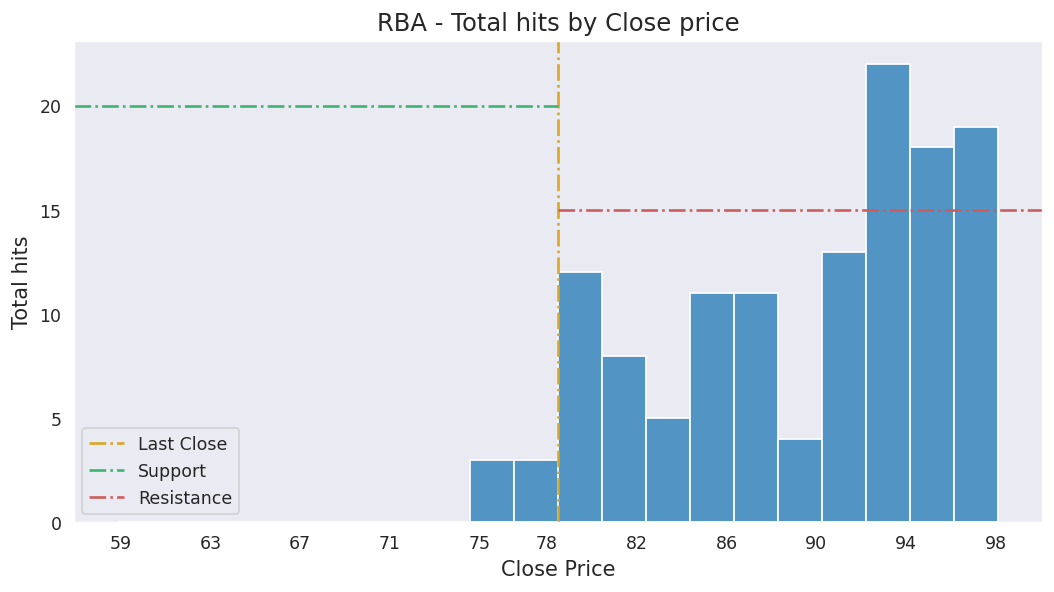 RBA - Total hits by Close price
Total hits
20
15
10
5
0
Last Close
Support
Resistance
59 63 67 71 75 78 82 86 90 94 98
Close Price